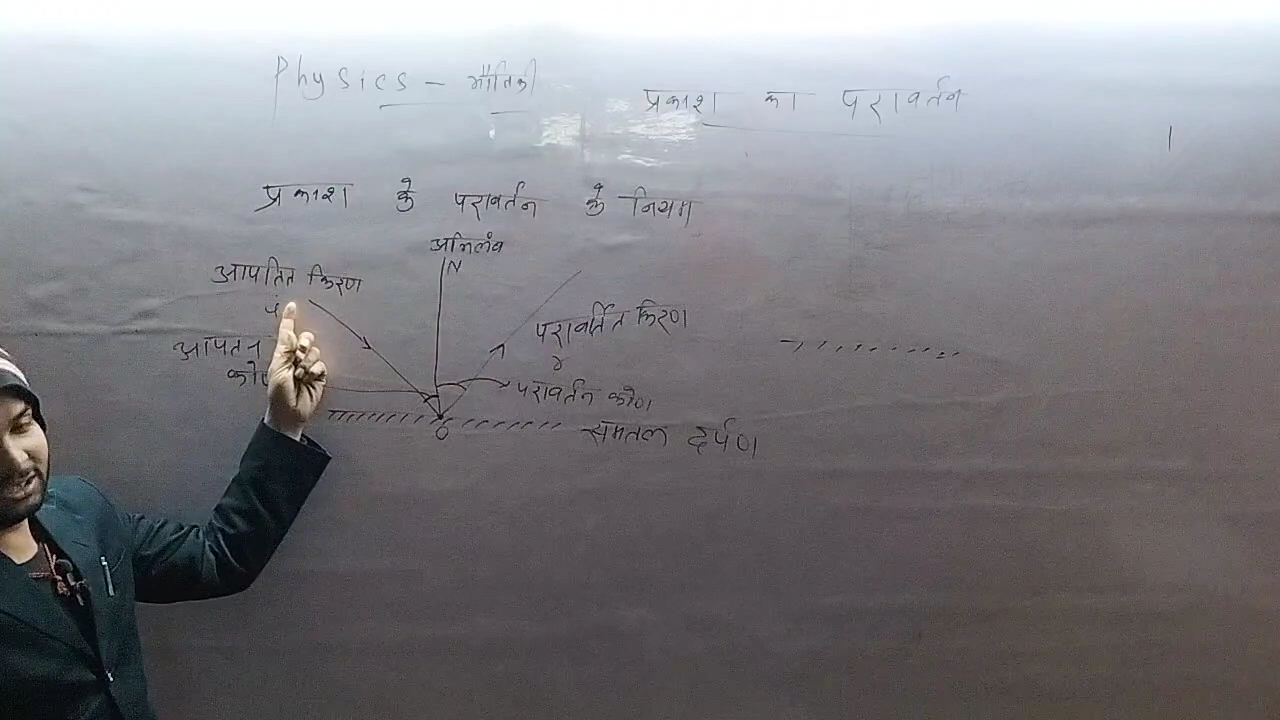 Physics - भौतिकी
प्रकाश का परावर्तन
प्रकाश के परावर्तन के नियम
अभिलंब
N
आपतित किरण
i
परावर्तित किरण
r
आपतन
परावर्तन कोण
O
समतल दर्पण